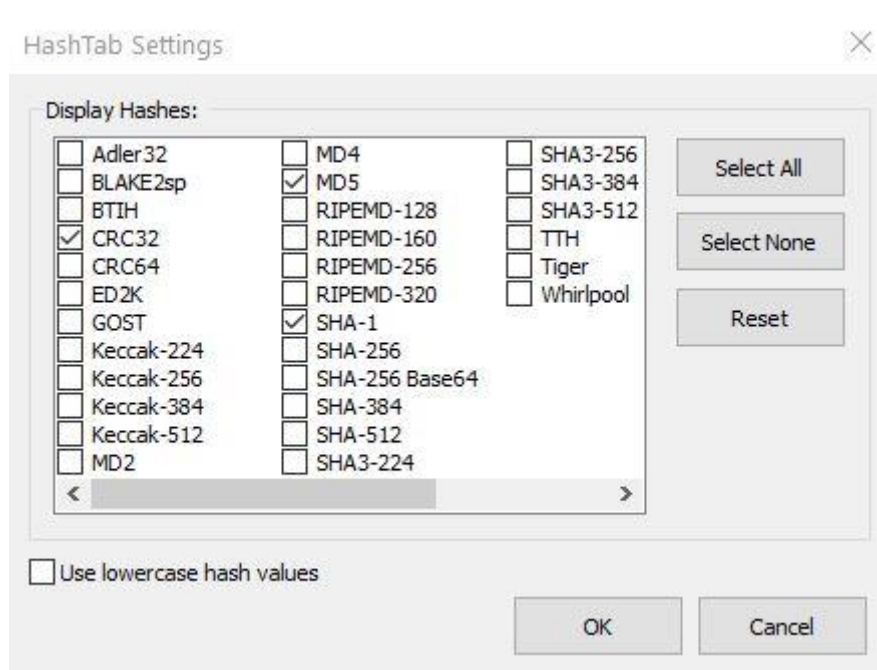 HashTab Settings
Display Hashes:
Adler32
BLAKE2sp
BTIH
CRC32
CRC64
ED2K
GOST
Keccak-224
Keccak-256
Keccak-384
Keccak-512
MD2
MD4
MD5
RIPEMD-128
RIPEMD-160
RIPEMD-256
RIPEMD-320
SHA-1
SHA-256
SHA-256 Base64
SHA-384
SHA-512
SHA3-224
SHA3-256
SHA3-384
SHA3-512
TTH
Tiger
Whirlpool
Select All
Select None
Reset
Use lowercase hash values
OK
Cancel